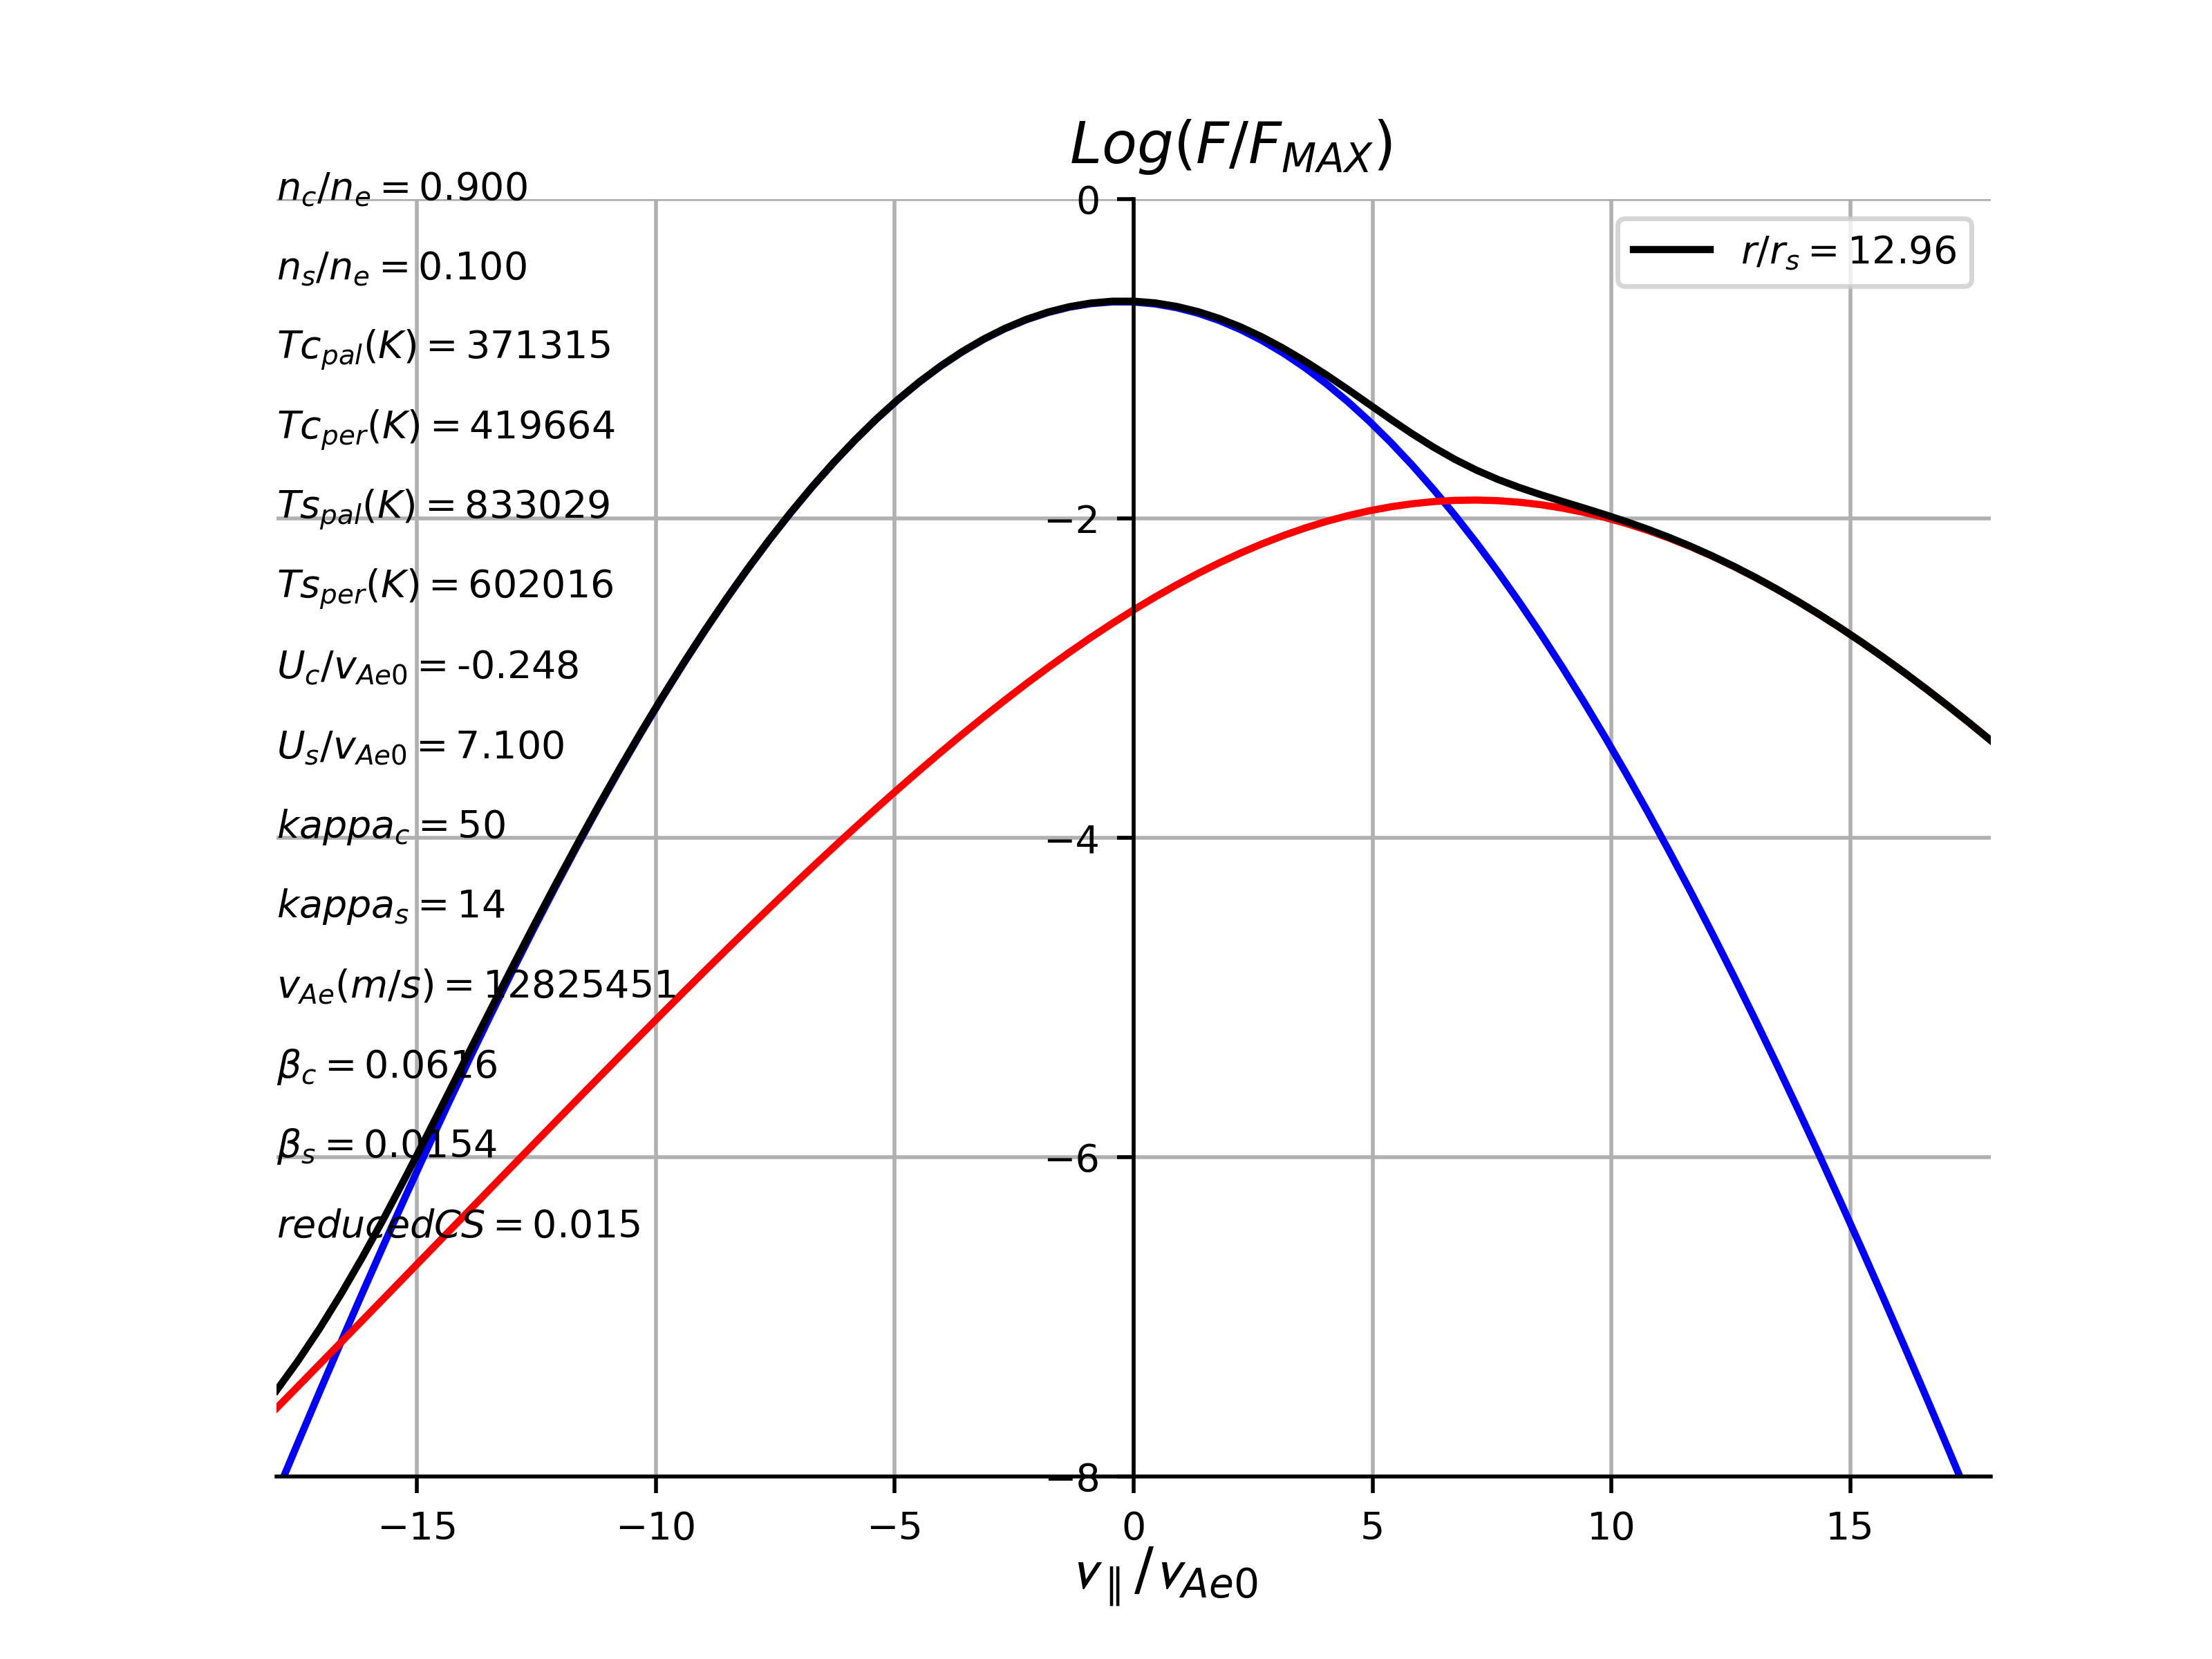 Log(F/F_MAX)
n_c/n_e = 0.900
n_s/n_e = 0.100
Tc_pal(K) = 371315
Tc_per(K) = 419664
Ts_pal(K) = 833029
Ts_per(K) = 602016
U_c/v_Ae0 = -0.248
U_s/v_Ae0 = 7.100
kappa_c = 50
kappa_s = 14
v_Ae(m/s) = 12825451
β_c = 0.0616
β_s = 0.0154
reducedCS = 0.015
r/r_s = 12.96
0
−2
−4
−6
−8
−15 −10 −5 0 5 10 15
v_∥/v_Ae0